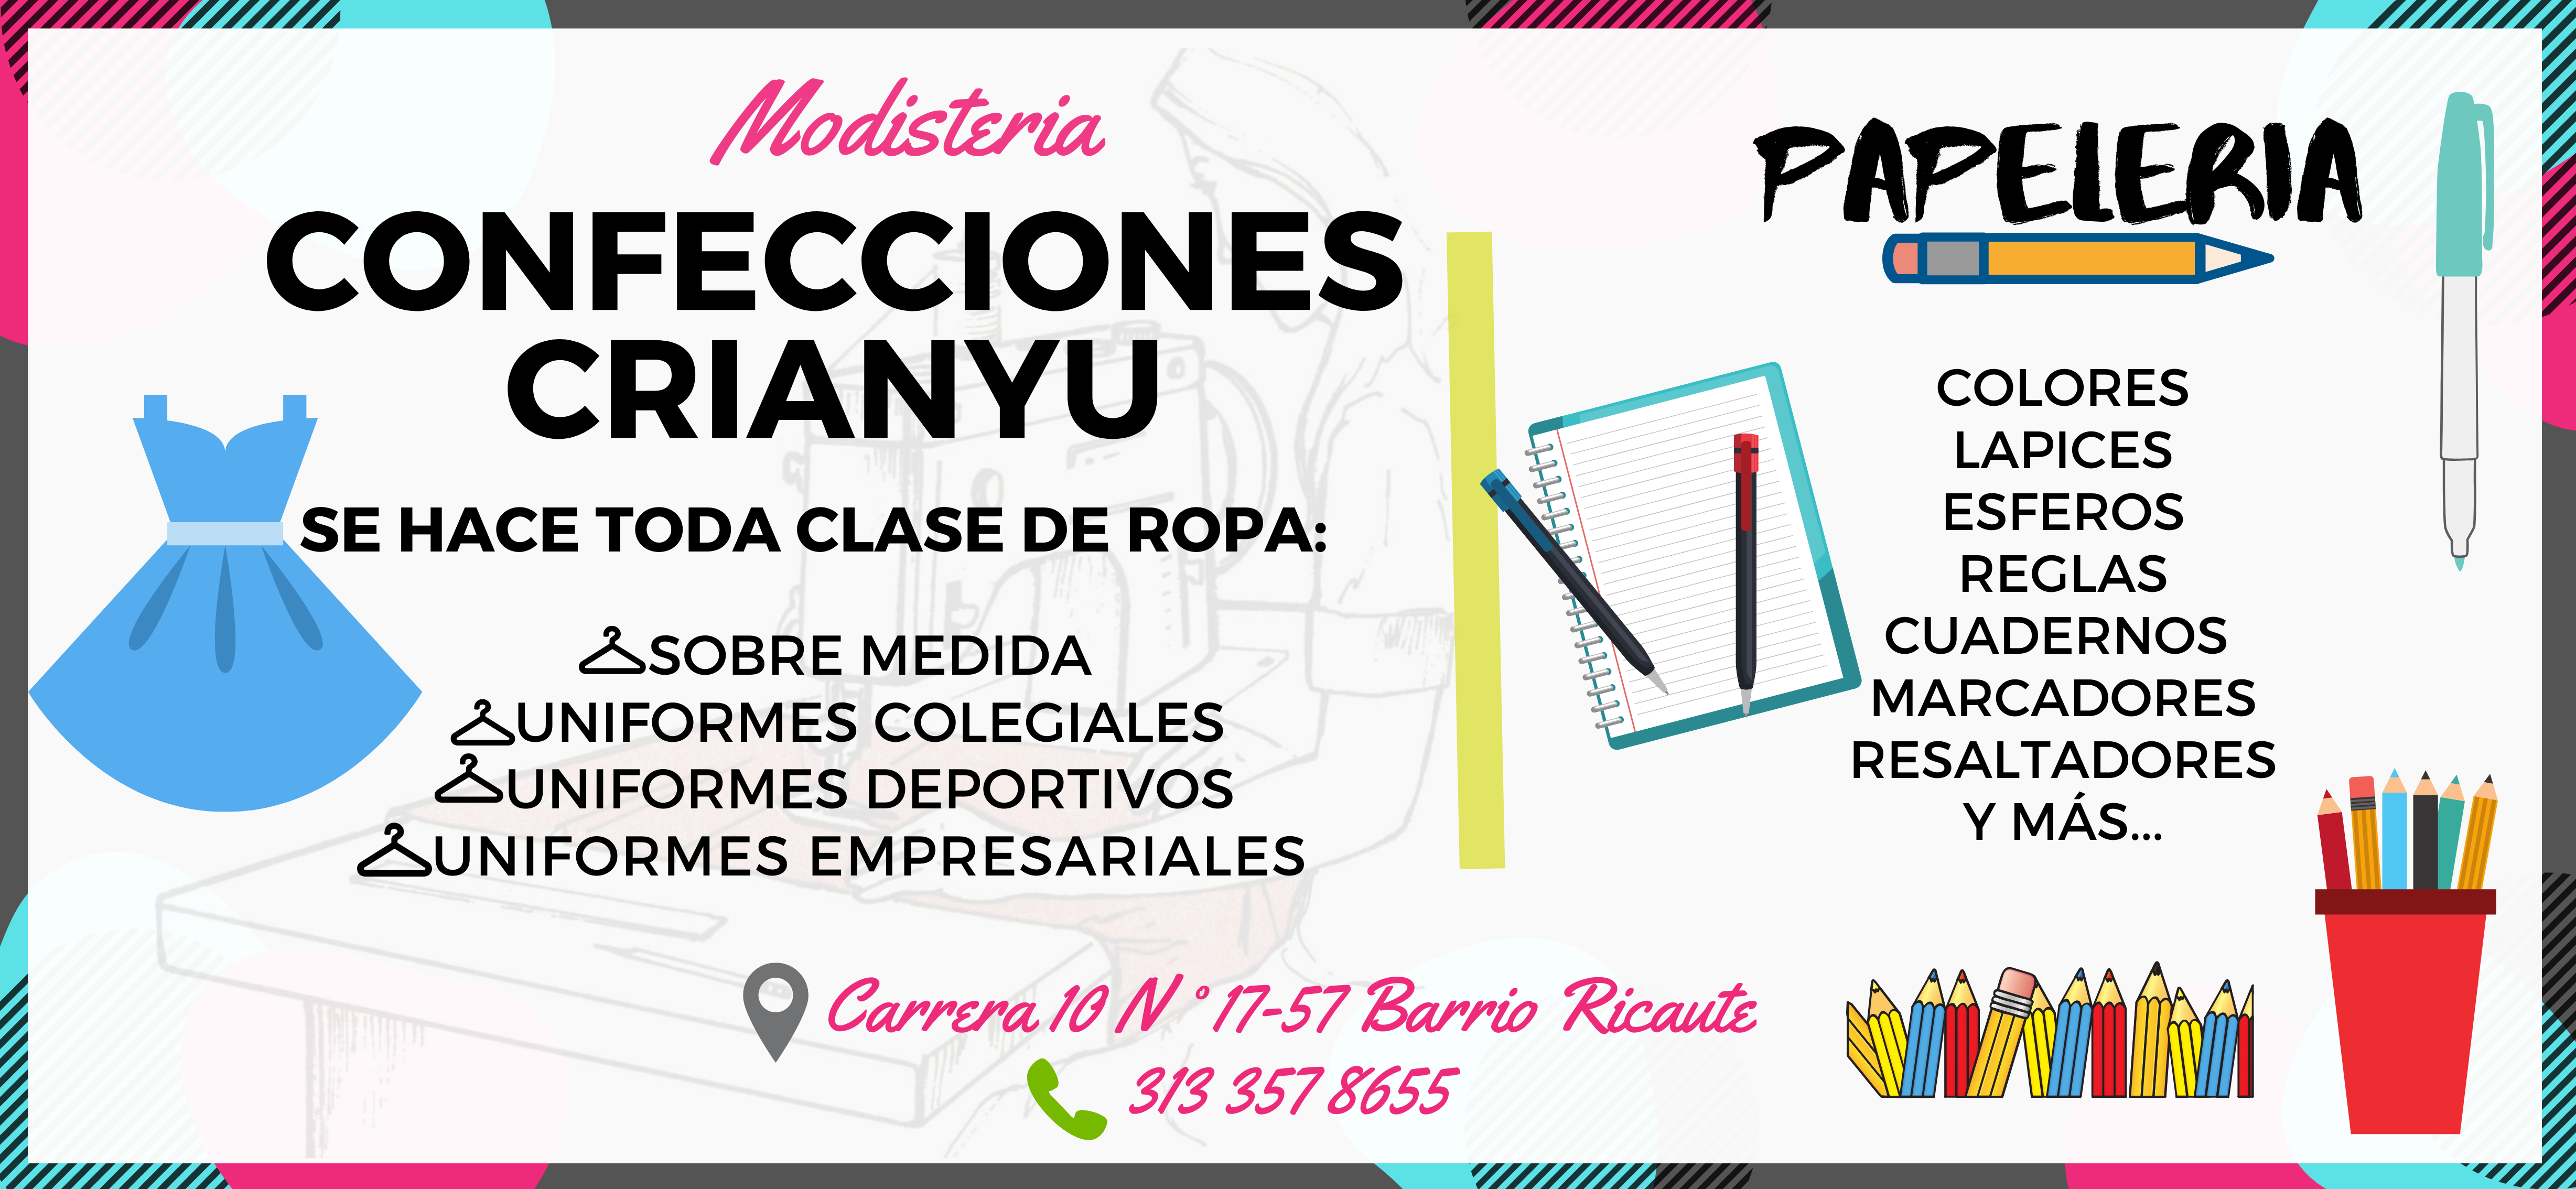 Modisteria
CONFECCIONES
CRIANYU
SE HACE TODA CLASE DE ROPA:
SOBRE MEDIDA
UNIFORMES COLEGIALES
UNIFORMES DEPORTIVOS
UNIFORMES EMPRESARIALES
PAPELERIA
COLORES
LAPICES
ESFEROS
REGLAS
CUADERNOS
MARCADORES
RESALTADORES
Y MÁS...
Carrera 10 N° 17-57 Barrio Ricaute
313 357 8655